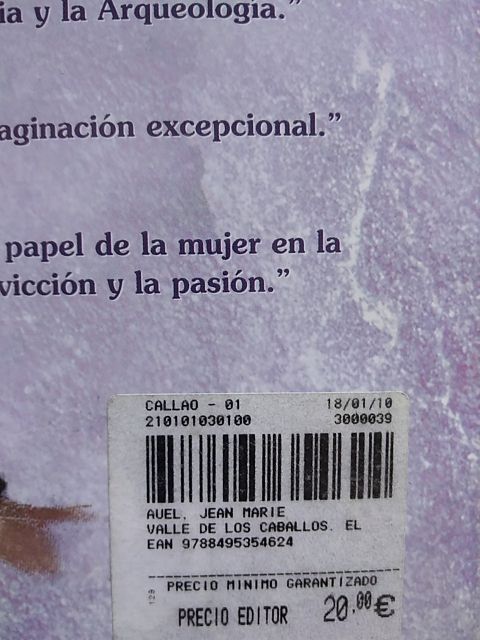 ia y la Arqueología.”
aginación excepcional.”
papel de la mujer en la
vicción y la pasión.”
CALLAO - 01 18/01/10
210101030100 3000039
AUEL, JEAN MARIE
VALLE DE LOS CABALLOS, EL
EAN 9788495354624
PRECIO MINIMO GARANTIZADO
129
PRECIO EDITOR 20.00€